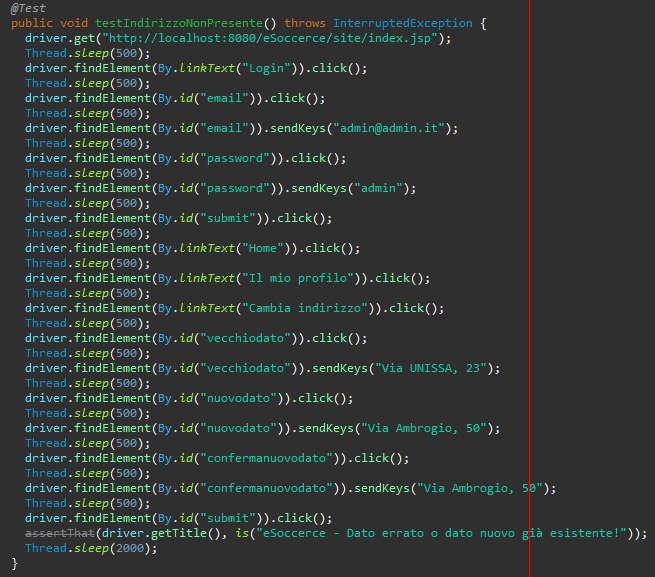 @Test
public void testIndirizzoNonPresente() throws InterruptedException {
  driver.get("http://localhost:8080/eSoccerce/site/index.jsp");
  Thread.sleep(500);
  driver.findElement(By.linkText("Login")).click();
  Thread.sleep(500);
  driver.findElement(By.id("email")).click();
  Thread.sleep(500);
  driver.findElement(By.id("email")).sendKeys("admin@admin.it");
  Thread.sleep(500);
  driver.findElement(By.id("password")).click();
  Thread.sleep(500);
  driver.findElement(By.id("password")).sendKeys("admin");
  Thread.sleep(500);
  driver.findElement(By.id("submit")).click();
  Thread.sleep(500);
  driver.findElement(By.linkText("Home")).click();
  Thread.sleep(500);
  driver.findElement(By.linkText("Il mio profilo")).click();
  Thread.sleep(500);
  driver.findElement(By.linkText("Cambia indirizzo")).click();
  Thread.sleep(500);
  driver.findElement(By.id("vecchiodato")).click();
  Thread.sleep(500);
  driver.findElement(By.id("vecchiodato")).sendKeys("Via UNISSA, 23");
  Thread.sleep(500);
  driver.findElement(By.id("nuovodato")).click();
  Thread.sleep(500);
  driver.findElement(By.id("nuovodato")).sendKeys("Via Ambrogio, 50");
  Thread.sleep(500);
  driver.findElement(By.id("confermanuovodato")).click();
  Thread.sleep(500);
  driver.findElement(By.id("confermanuovodato")).sendKeys("Via Ambrogio, 50");
  Thread.sleep(500);
  driver.findElement(By.id("submit")).click();
  assertThat(driver.getTitle(), is("eSoccerce - Dato errato o dato nuovo già esistente!"));
  Thread.sleep(2000);
}